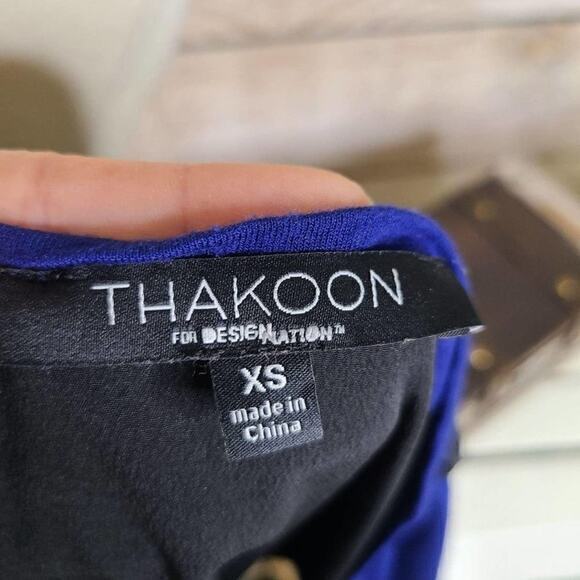 THAKOON
FOR DESIGNATION™
XS
made in
China